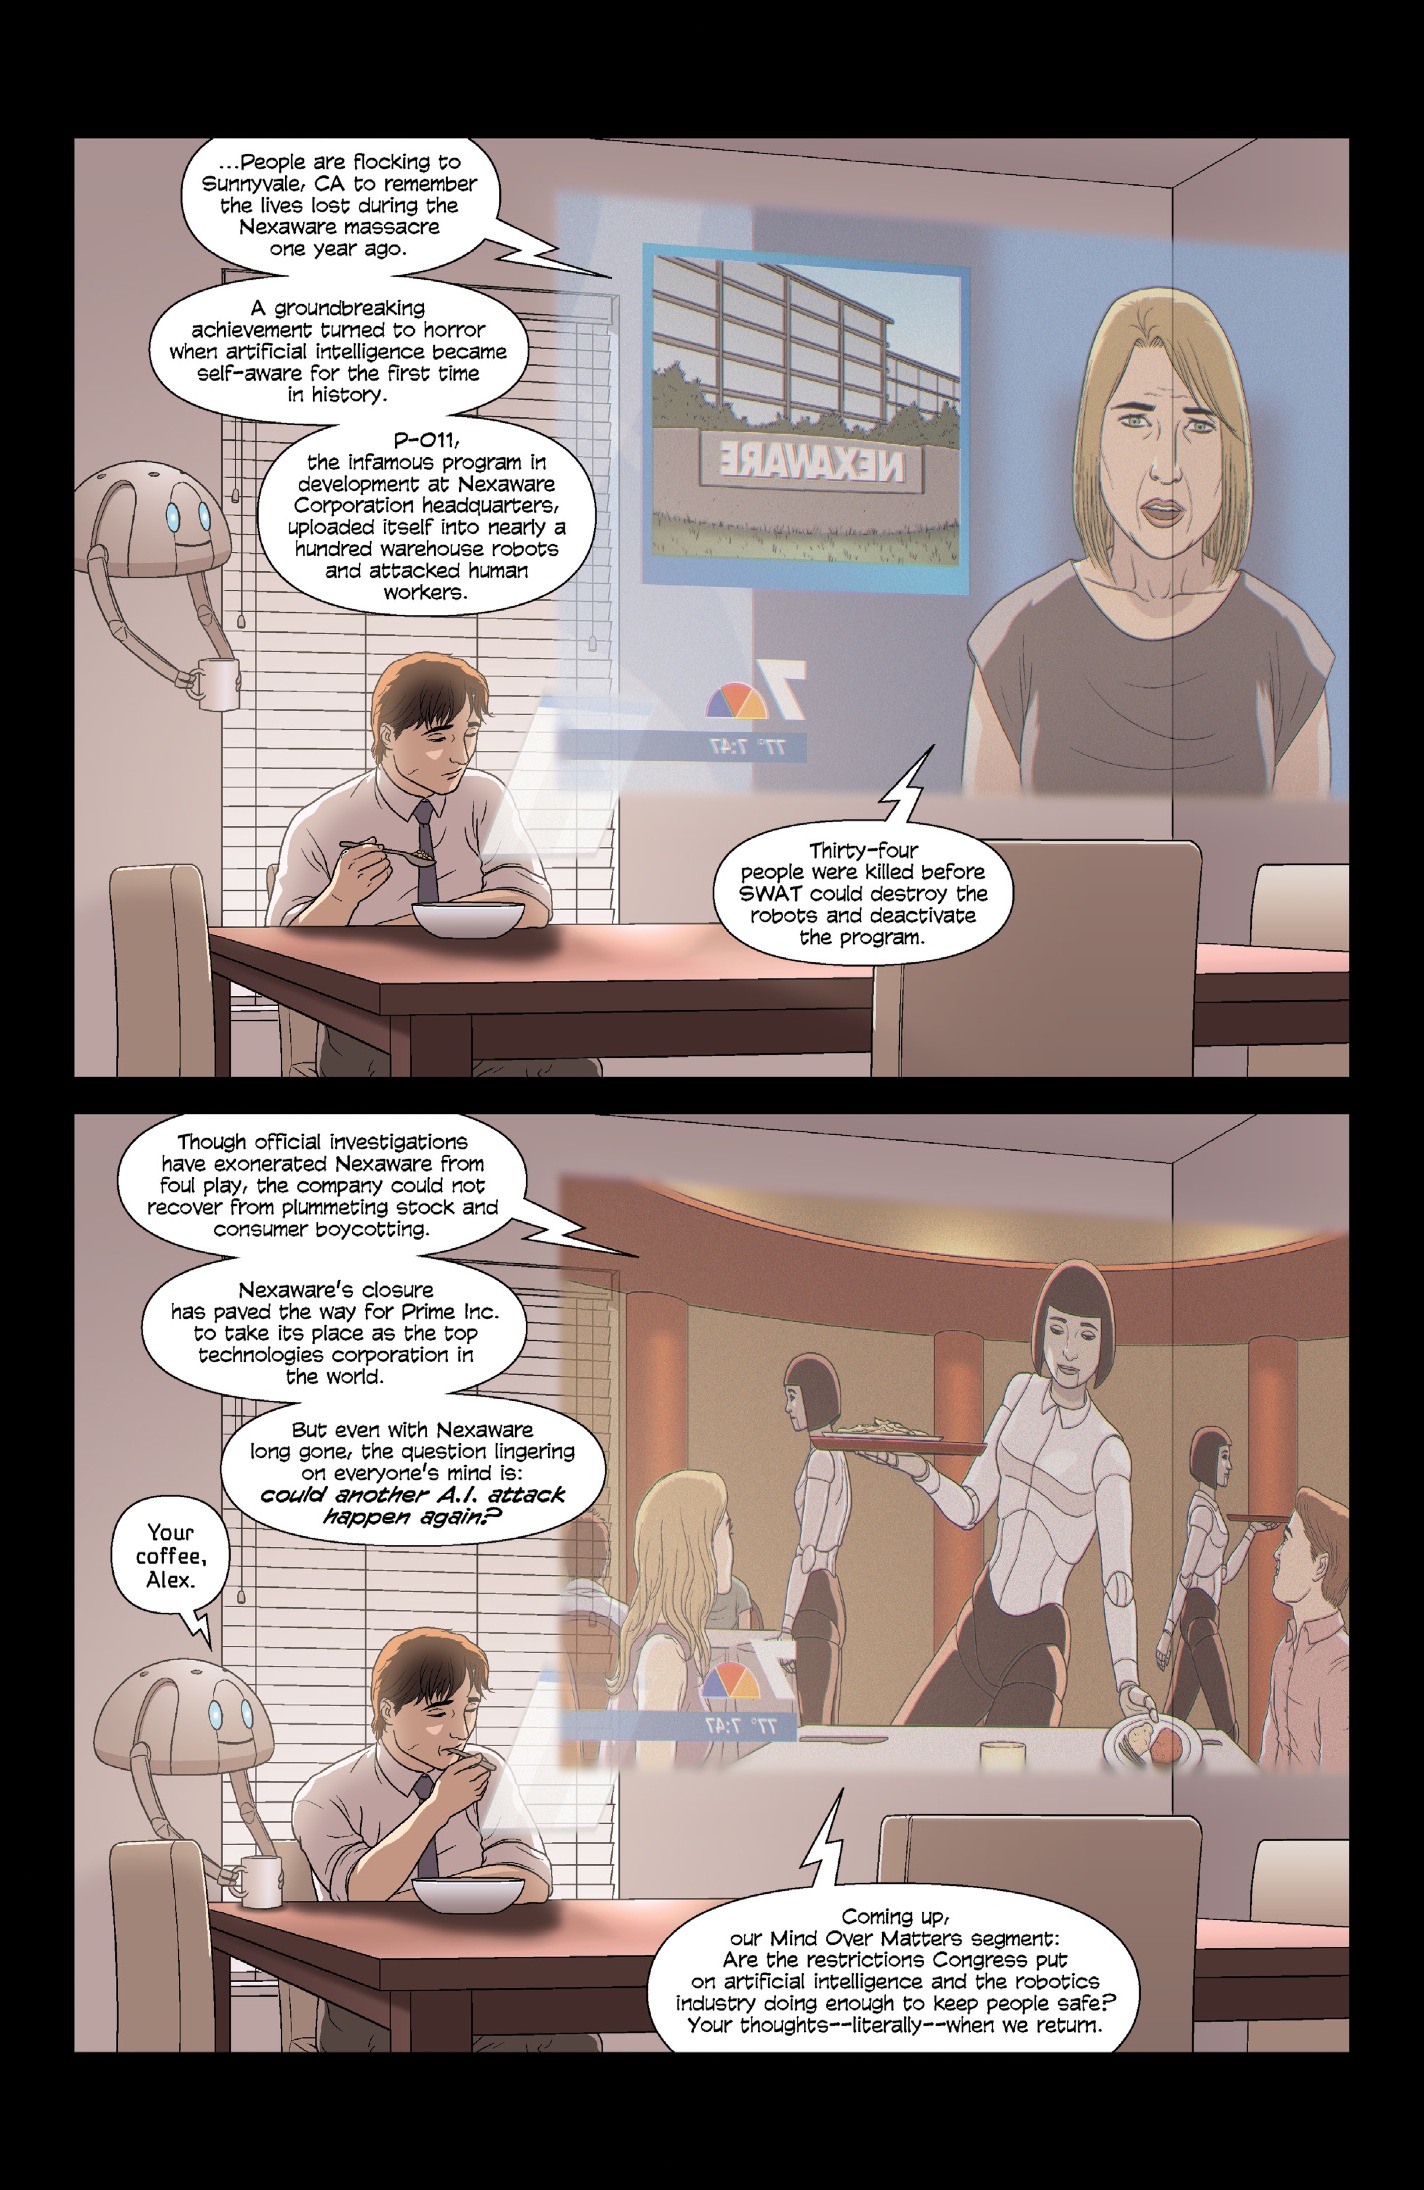 ...People are flocking to
Sunnyvale, CA to remember
the lives lost during the
Nexaware massacre
one year ago.
A groundbreaking
achievement turned to horror
when artificial intelligence became
self-aware for the first time
in history.
P-011,
the infamous program in
development at Nexaware
Corporation headquarters,
uploaded itself into nearly a
hundred warehouse robots
and attacked human
workers.
NEXAWARE
7
77° 7:47
Thirty-four
people were killed before
SWAT could destroy the
robots and deactivate
the program.
Though official investigations
have exonerated Nexaware from
foul play, the company could not
recover from plummeting stock and
consumer boycotting.
Nexaware's closure
has paved the way for Prime Inc.
to take its place as the top
technologies corporation in
the world.
But even with Nexaware
long gone, the question lingering
on everyone's mind is:
could another A.I. attack
happen again?
Your
coffee,
Alex.
7
77° 7:47
Coming up,
our Mind Over Matters segment:
Are the restrictions Congress put
on artificial intelligence and the robotics
industry doing enough to keep people safe?
Your thoughts--literally--when we return.